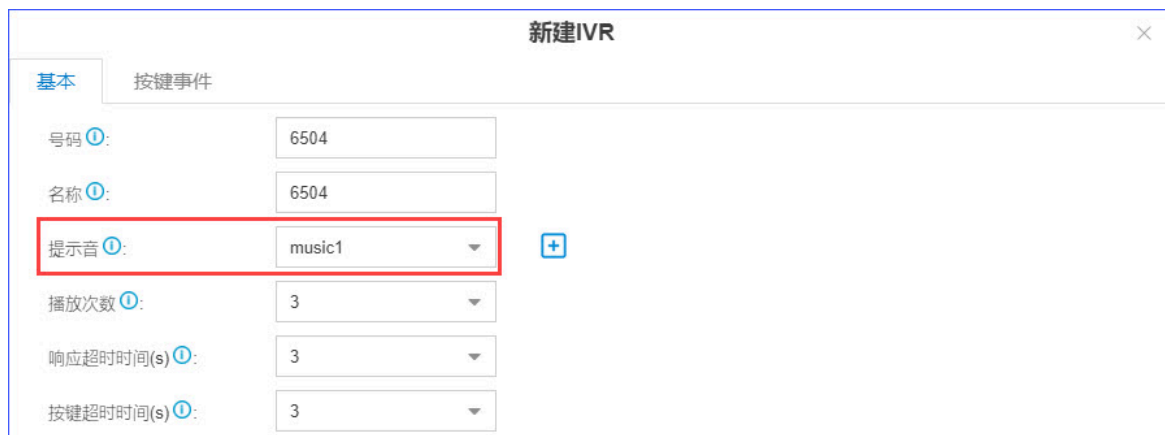 新建IVR
基本 按键事件
号码: 6504
名称: 6504
提示音: music1
播放次数: 3
响应超时时间(s): 3
按键超时时间(s): 3